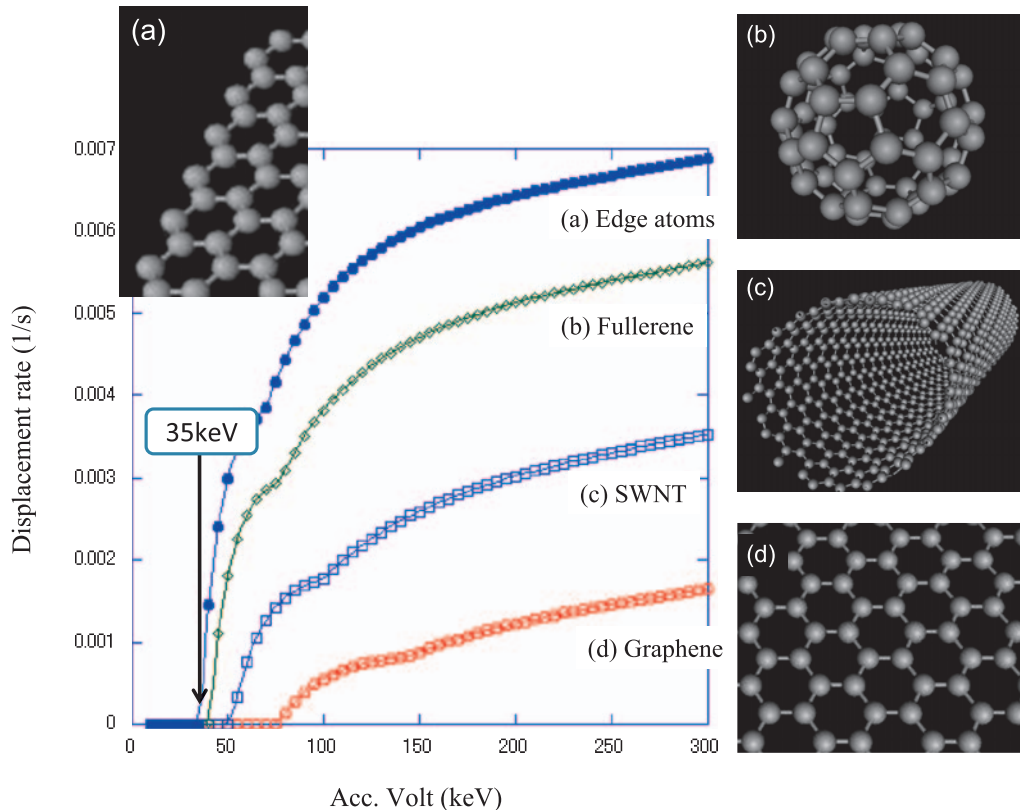 (a)
(b)
0.007
(a) Edge atoms
0.006
(c)
0.005
(b) Fullerene
0.004
35keV
0.003
(c) SWNT
(d)
0.002
0.001
(d) Graphene
0
0 50 100 150 200 250 300
Displacement rate (1/s)
Acc. Volt (keV)